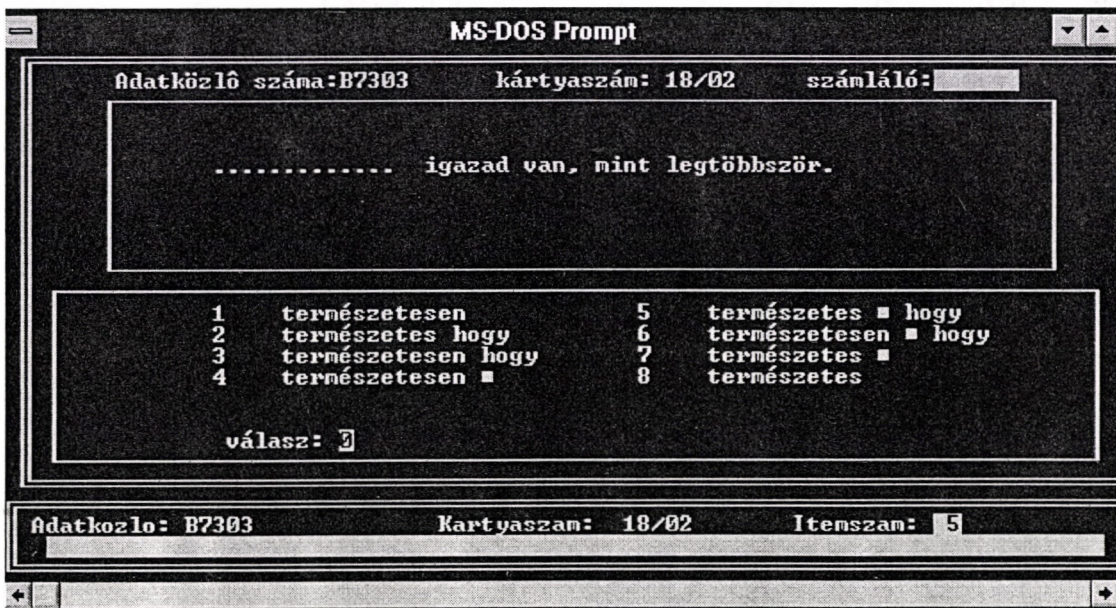 MS-DOS Prompt
Adatközlô száma:B7303 kártyaszám: 18/02 számláló:
............. igazad van, mint legtöbbször.
1 természetesen 5 természetes ■ hogy
2 természetes hogy 6 természetesen ■ hogy
3 természetesen hogy 7 természetes ■
4 természetesen ■ 8 természetes
válasz: 0
Adatkozlo: B7303 Kartyaszam: 18/02 Itemszam: 5